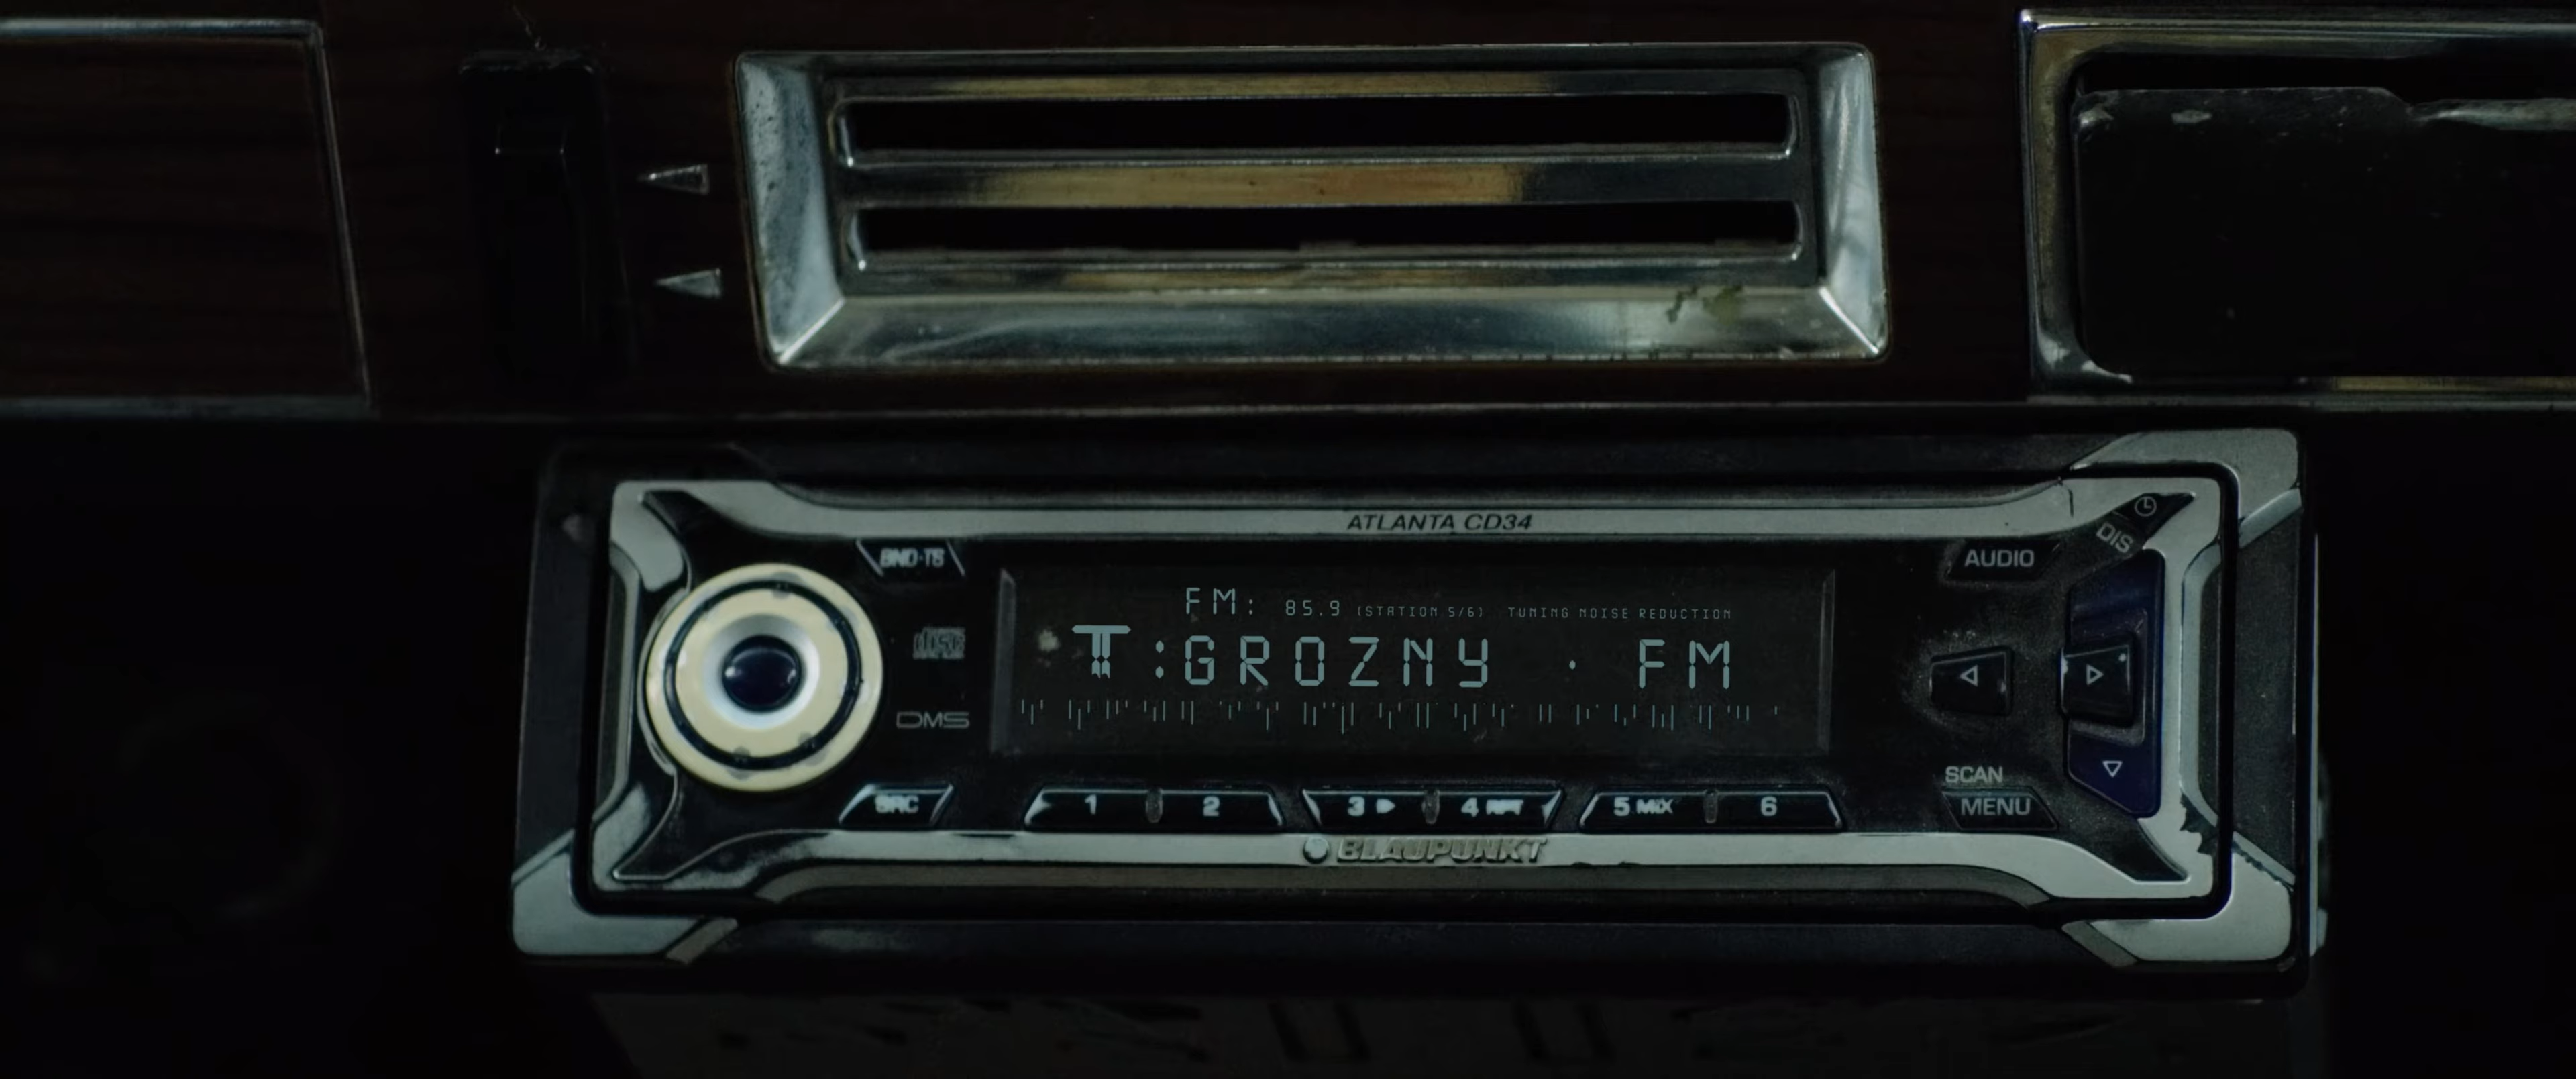 ATLANTA CD34
DIS
BND·TS
AUDIO
FM: 85.9 (STATION 5/6) TUNING NOISE REDUCTION
T:GROZNY · FM
disc
DMS
SCAN
SRC 1 2 3 4 RPT 5 MIX 6 MENU
BLAUPUNKT